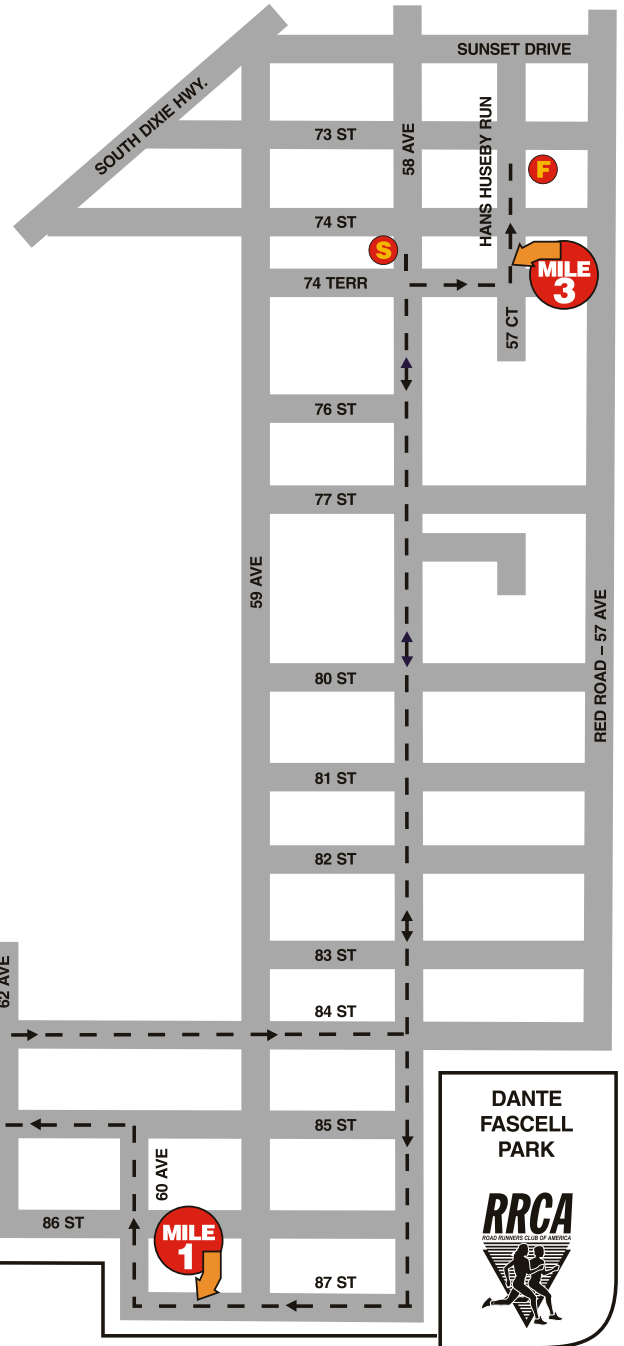 SUNSET DRIVE
SOUTH DIXIE HWY.
73 ST
58 AVE
HANS HUSEBY RUN
F
74 ST
S
74 TERR
MILE
3
57 CT
76 ST
77 ST
59 AVE
RED ROAD – 57 AVE
80 ST
81 ST
82 ST
83 ST
62 AVE
84 ST
85 ST
60 AVE
86 ST
MILE
1
87 ST
DANTE
FASCELL
PARK
RRCA
ROAD RUNNERS CLUB OF AMERICA